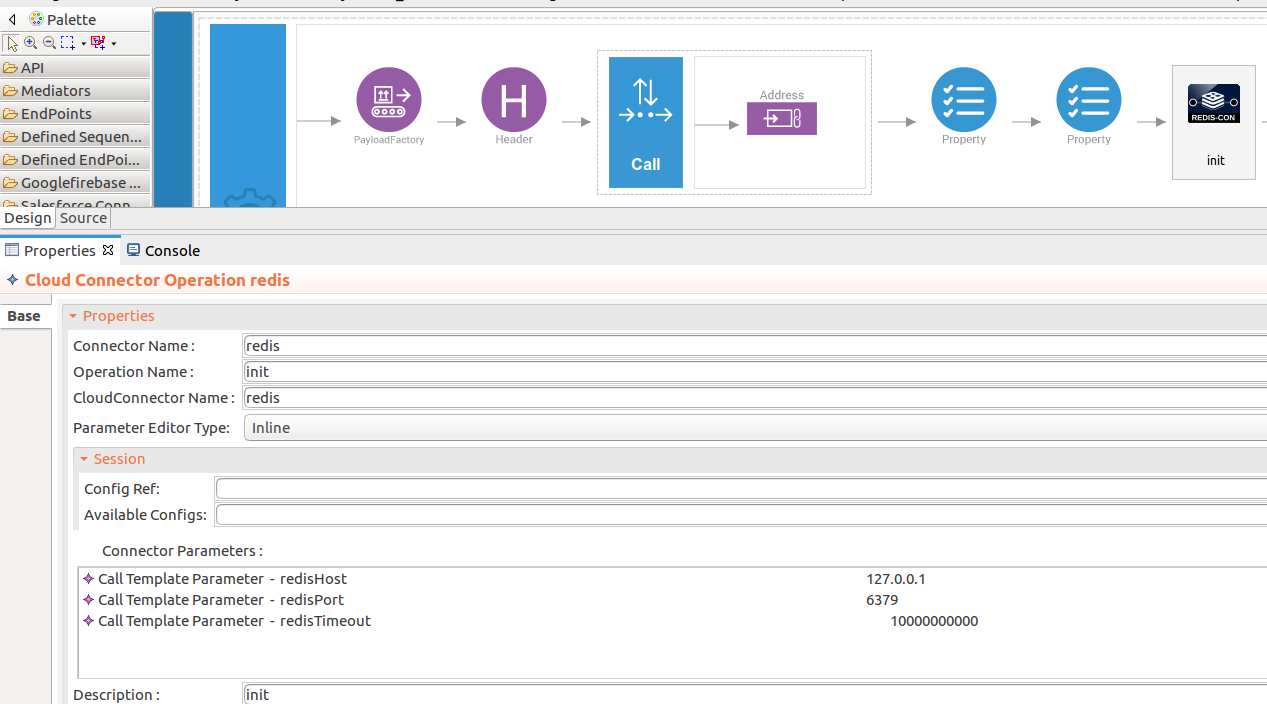 Palette
API
Mediators
EndPoints
Defined Sequen...
Defined EndPoi...
Googlefirebase ...
Salesforce Conn
PayloadFactory
H
Header
Call
Address
Property
Property
REDIS-CON
init
Design Source
Properties Console
Cloud Connector Operation redis
Base
Properties
Connector Name : redis
Operation Name : init
CloudConnector Name : redis
Parameter Editor Type: Inline
Session
Config Ref:
Available Configs:
Connector Parameters :
Call Template Parameter - redisHost 127.0.0.1
Call Template Parameter - redisPort 6379
Call Template Parameter - redisTimeout 10000000000
Description : init